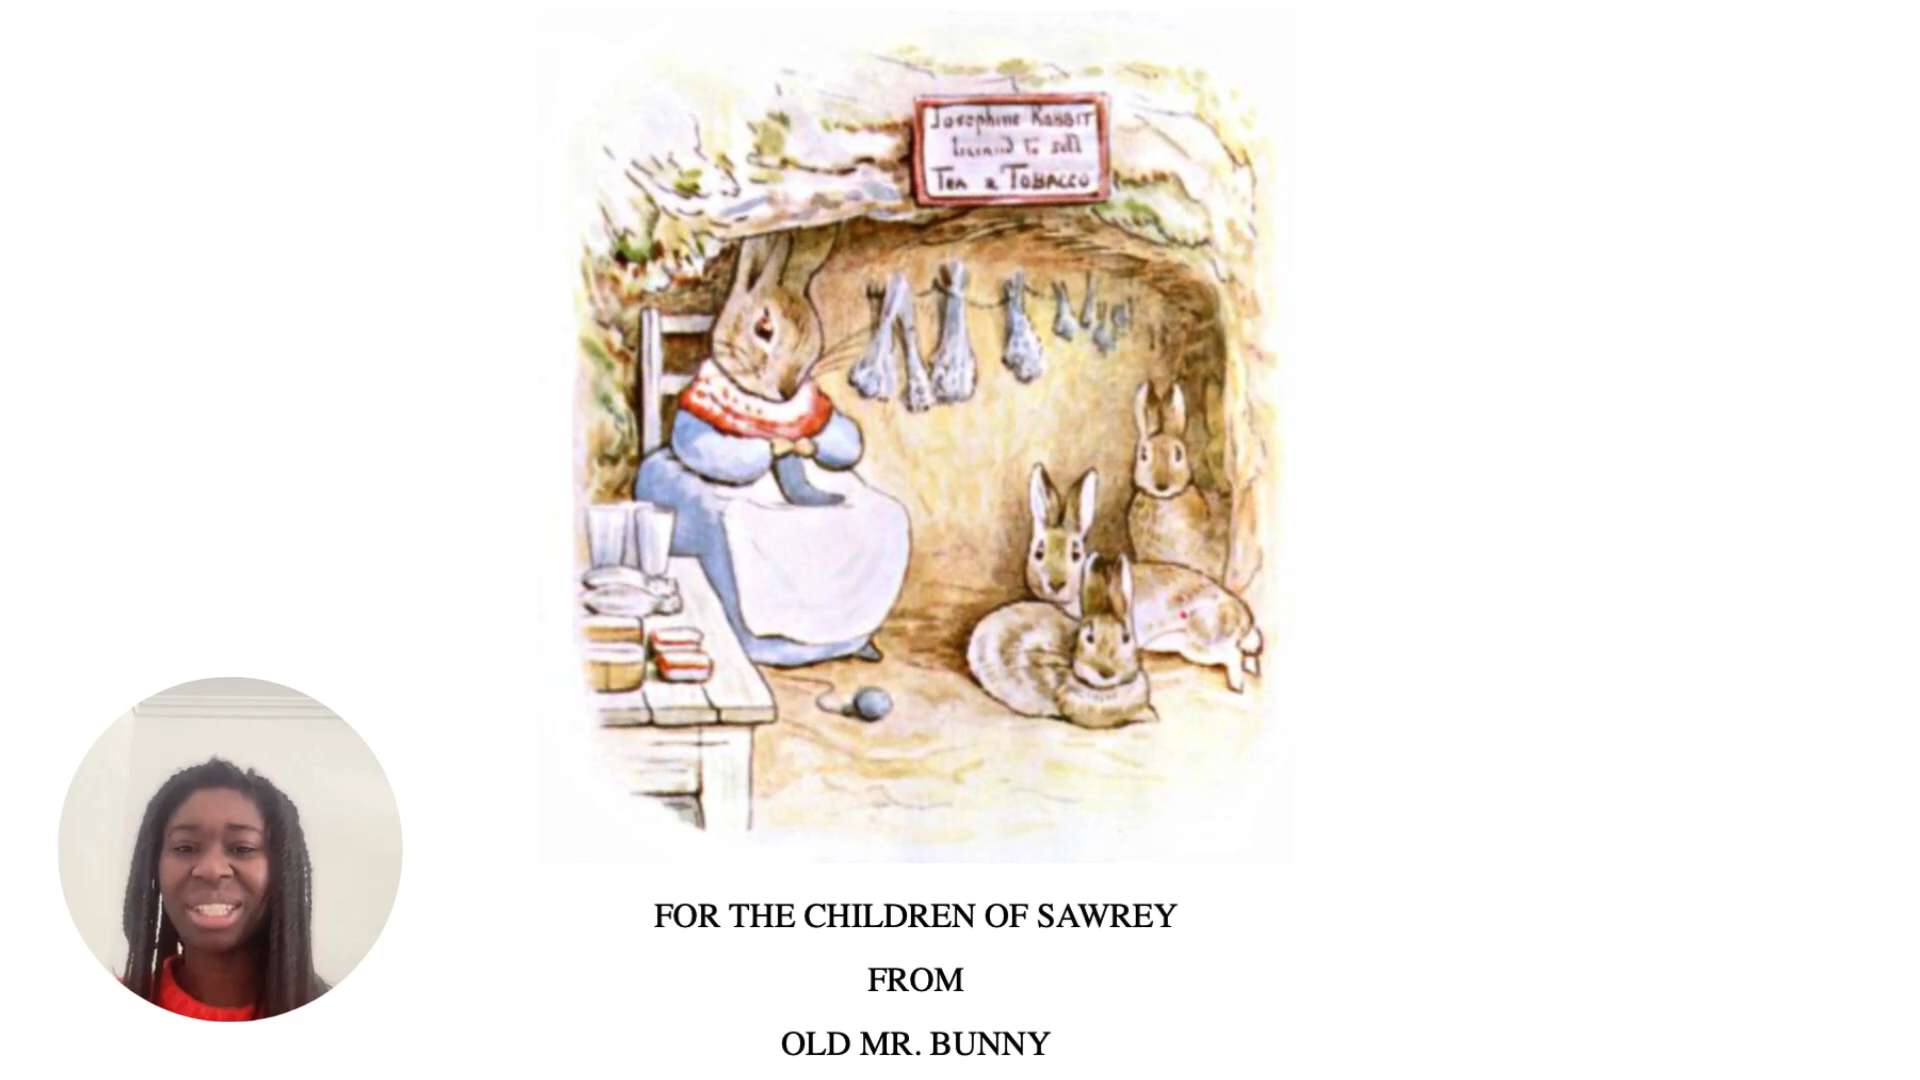 Josephine Rabbit
licensed to sell
Tea & Tobacco
FOR THE CHILDREN OF SAWREY
FROM
OLD MR. BUNNY